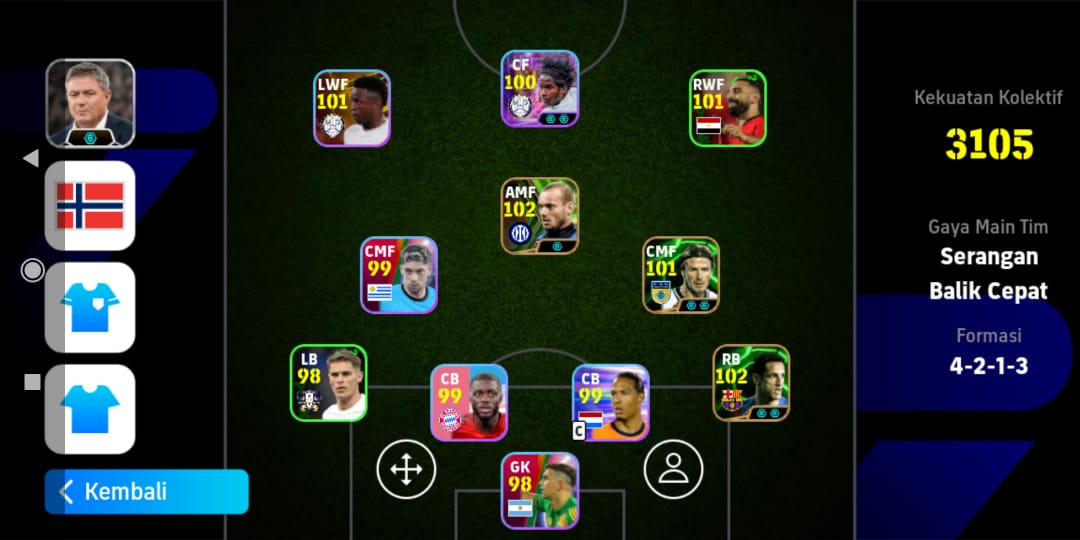 LWF
101
CF
100
RWF
101
AMF
102
CMF
99
CMF
101
LB
98
CB
99
CB
99
C
RB
102
GK
98
Kembali
Kekuatan Kolektif
3105
Gaya Main Tim
Serangan
Balik Cepat
Formasi
4-2-1-3